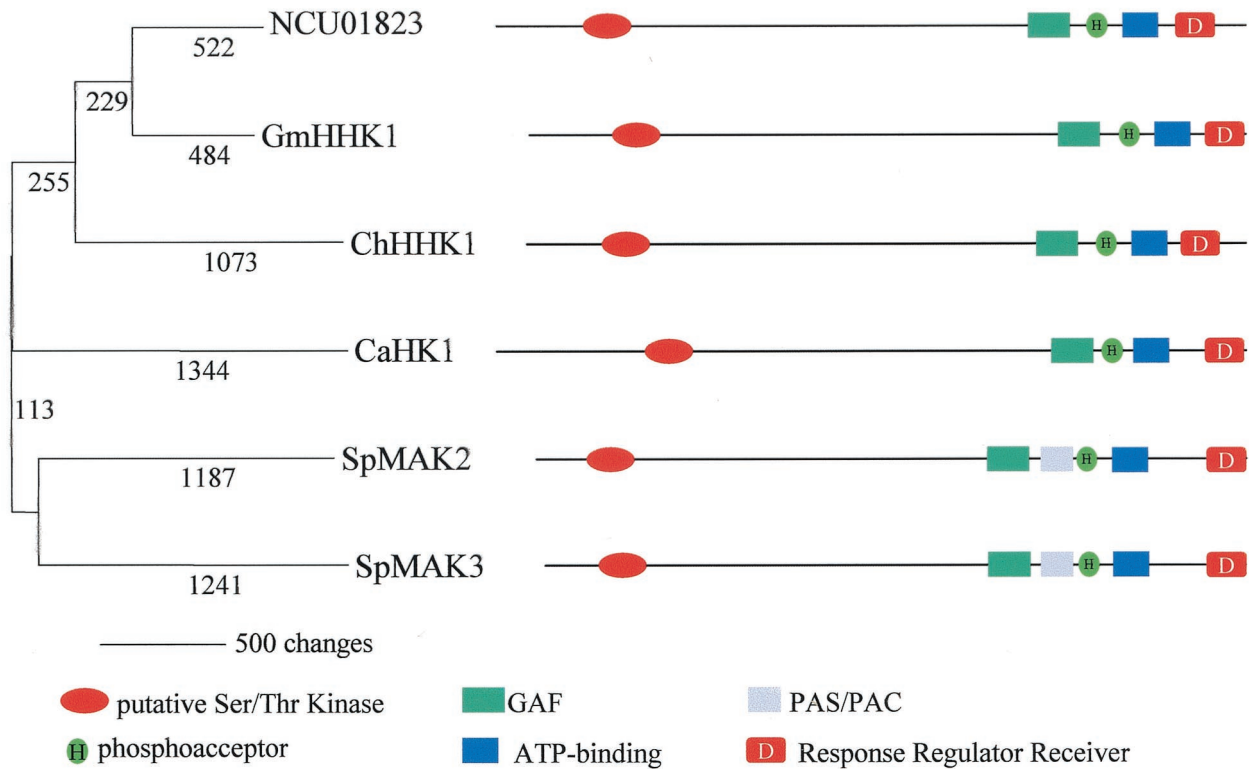 NCU01823 H D
522
229
GmHHK1 H D
484
255
ChHHK1 H D
1073
CaHK1 H D
1344
113
SpMAK2 H D
1187
SpMAK3 H D
1241
500 changes
putative Ser/Thr Kinase GAF PAS/PAC
H phosphoacceptor ATP-binding D Response Regulator Receiver